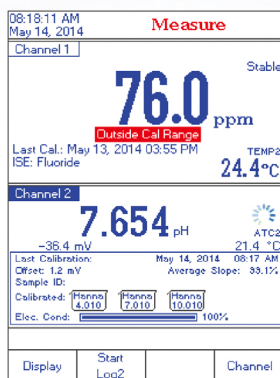 08:18:11 AM
May 14, 2014
Measure
Channel 1
Stable
76.0 ppm
Outside Cal Range
Last Cal.: May 13, 2014 03:55 PM
TEMP2
ISE: Fluoride
24.4°C
Channel 2
7.654 pH
ATC2
-36.4 mV
21.4 °C
Last Calibration: May 14, 2014 08:17 AM
Offset: 1.2 mV Average Slope: 99.1%
Sample ID:
Calibrated: Hanna 4.010 Hanna 7.010 Hanna 10.010
Elec. Cond: 100%
Display
Start Log2
Channel